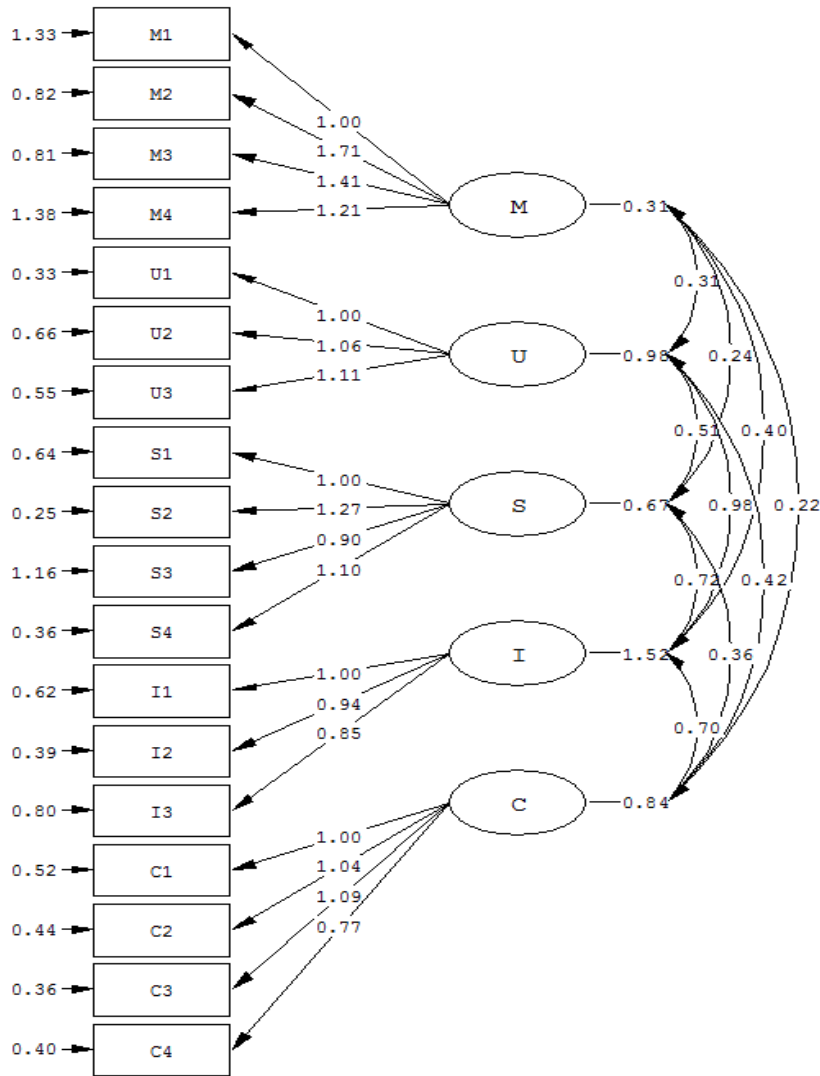 1.33 M1
0.82 M2
1.00
0.81 M3
1.71
1.41
1.38 M4
1.21
M 0.31
0.33 U1
0.31
1.00
0.66 U2
1.06
U 0.98 0.24
1.11
0.55 U3
0.51 0.40
0.64 S1
1.00
0.25 S2
1.27
S 0.67 0.98 0.22
0.90
1.16 S3
1.10
0.72 0.42
0.36 S4
1.00
I 1.52 0.36
0.62 I1
0.94
0.85
0.70
0.39 I2
0.80 I3
C 0.84
1.00
0.52 C1
1.04
1.09
0.44 C2
0.77
0.36 C3
0.40 C4